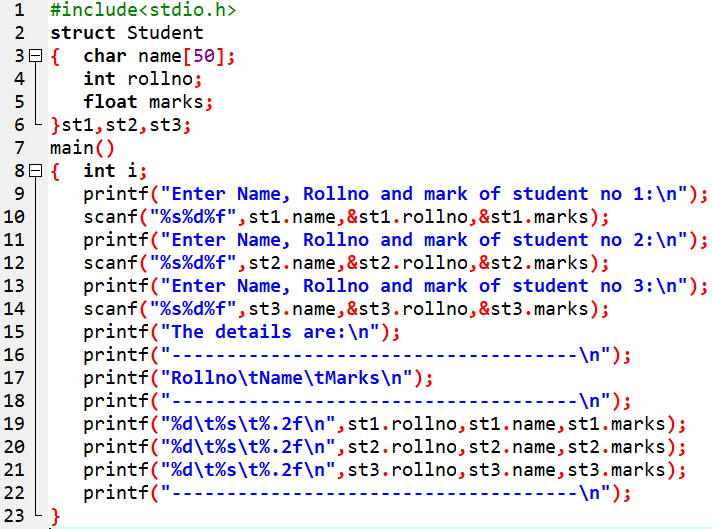 1 #include<stdio.h>
2 struct Student
3 {  char name[50];
4    int rollno;
5    float marks;
6 }st1,st2,st3;
7 main()
8 {  int i;
9    printf("Enter Name, Rollno and mark of student no 1:\n");
10    scanf("%s%d%f",st1.name,&st1.rollno,&st1.marks);
11    printf("Enter Name, Rollno and mark of student no 2:\n");
12    scanf("%s%d%f",st2.name,&st2.rollno,&st2.marks);
13    printf("Enter Name, Rollno and mark of student no 3:\n");
14    scanf("%s%d%f",st3.name,&st3.rollno,&st3.marks);
15    printf("The details are:\n");
16    printf("-------------------------------------\n");
17    printf("Rollno\tName\tMarks\n");
18    printf("-------------------------------------\n");
19    printf("%d\t%s\t%.2f\n",st1.rollno,st1.name,st1.marks);
20    printf("%d\t%s\t%.2f\n",st2.rollno,st2.name,st2.marks);
21    printf("%d\t%s\t%.2f\n",st3.rollno,st3.name,st3.marks);
22    printf("-------------------------------------\n");
23 }